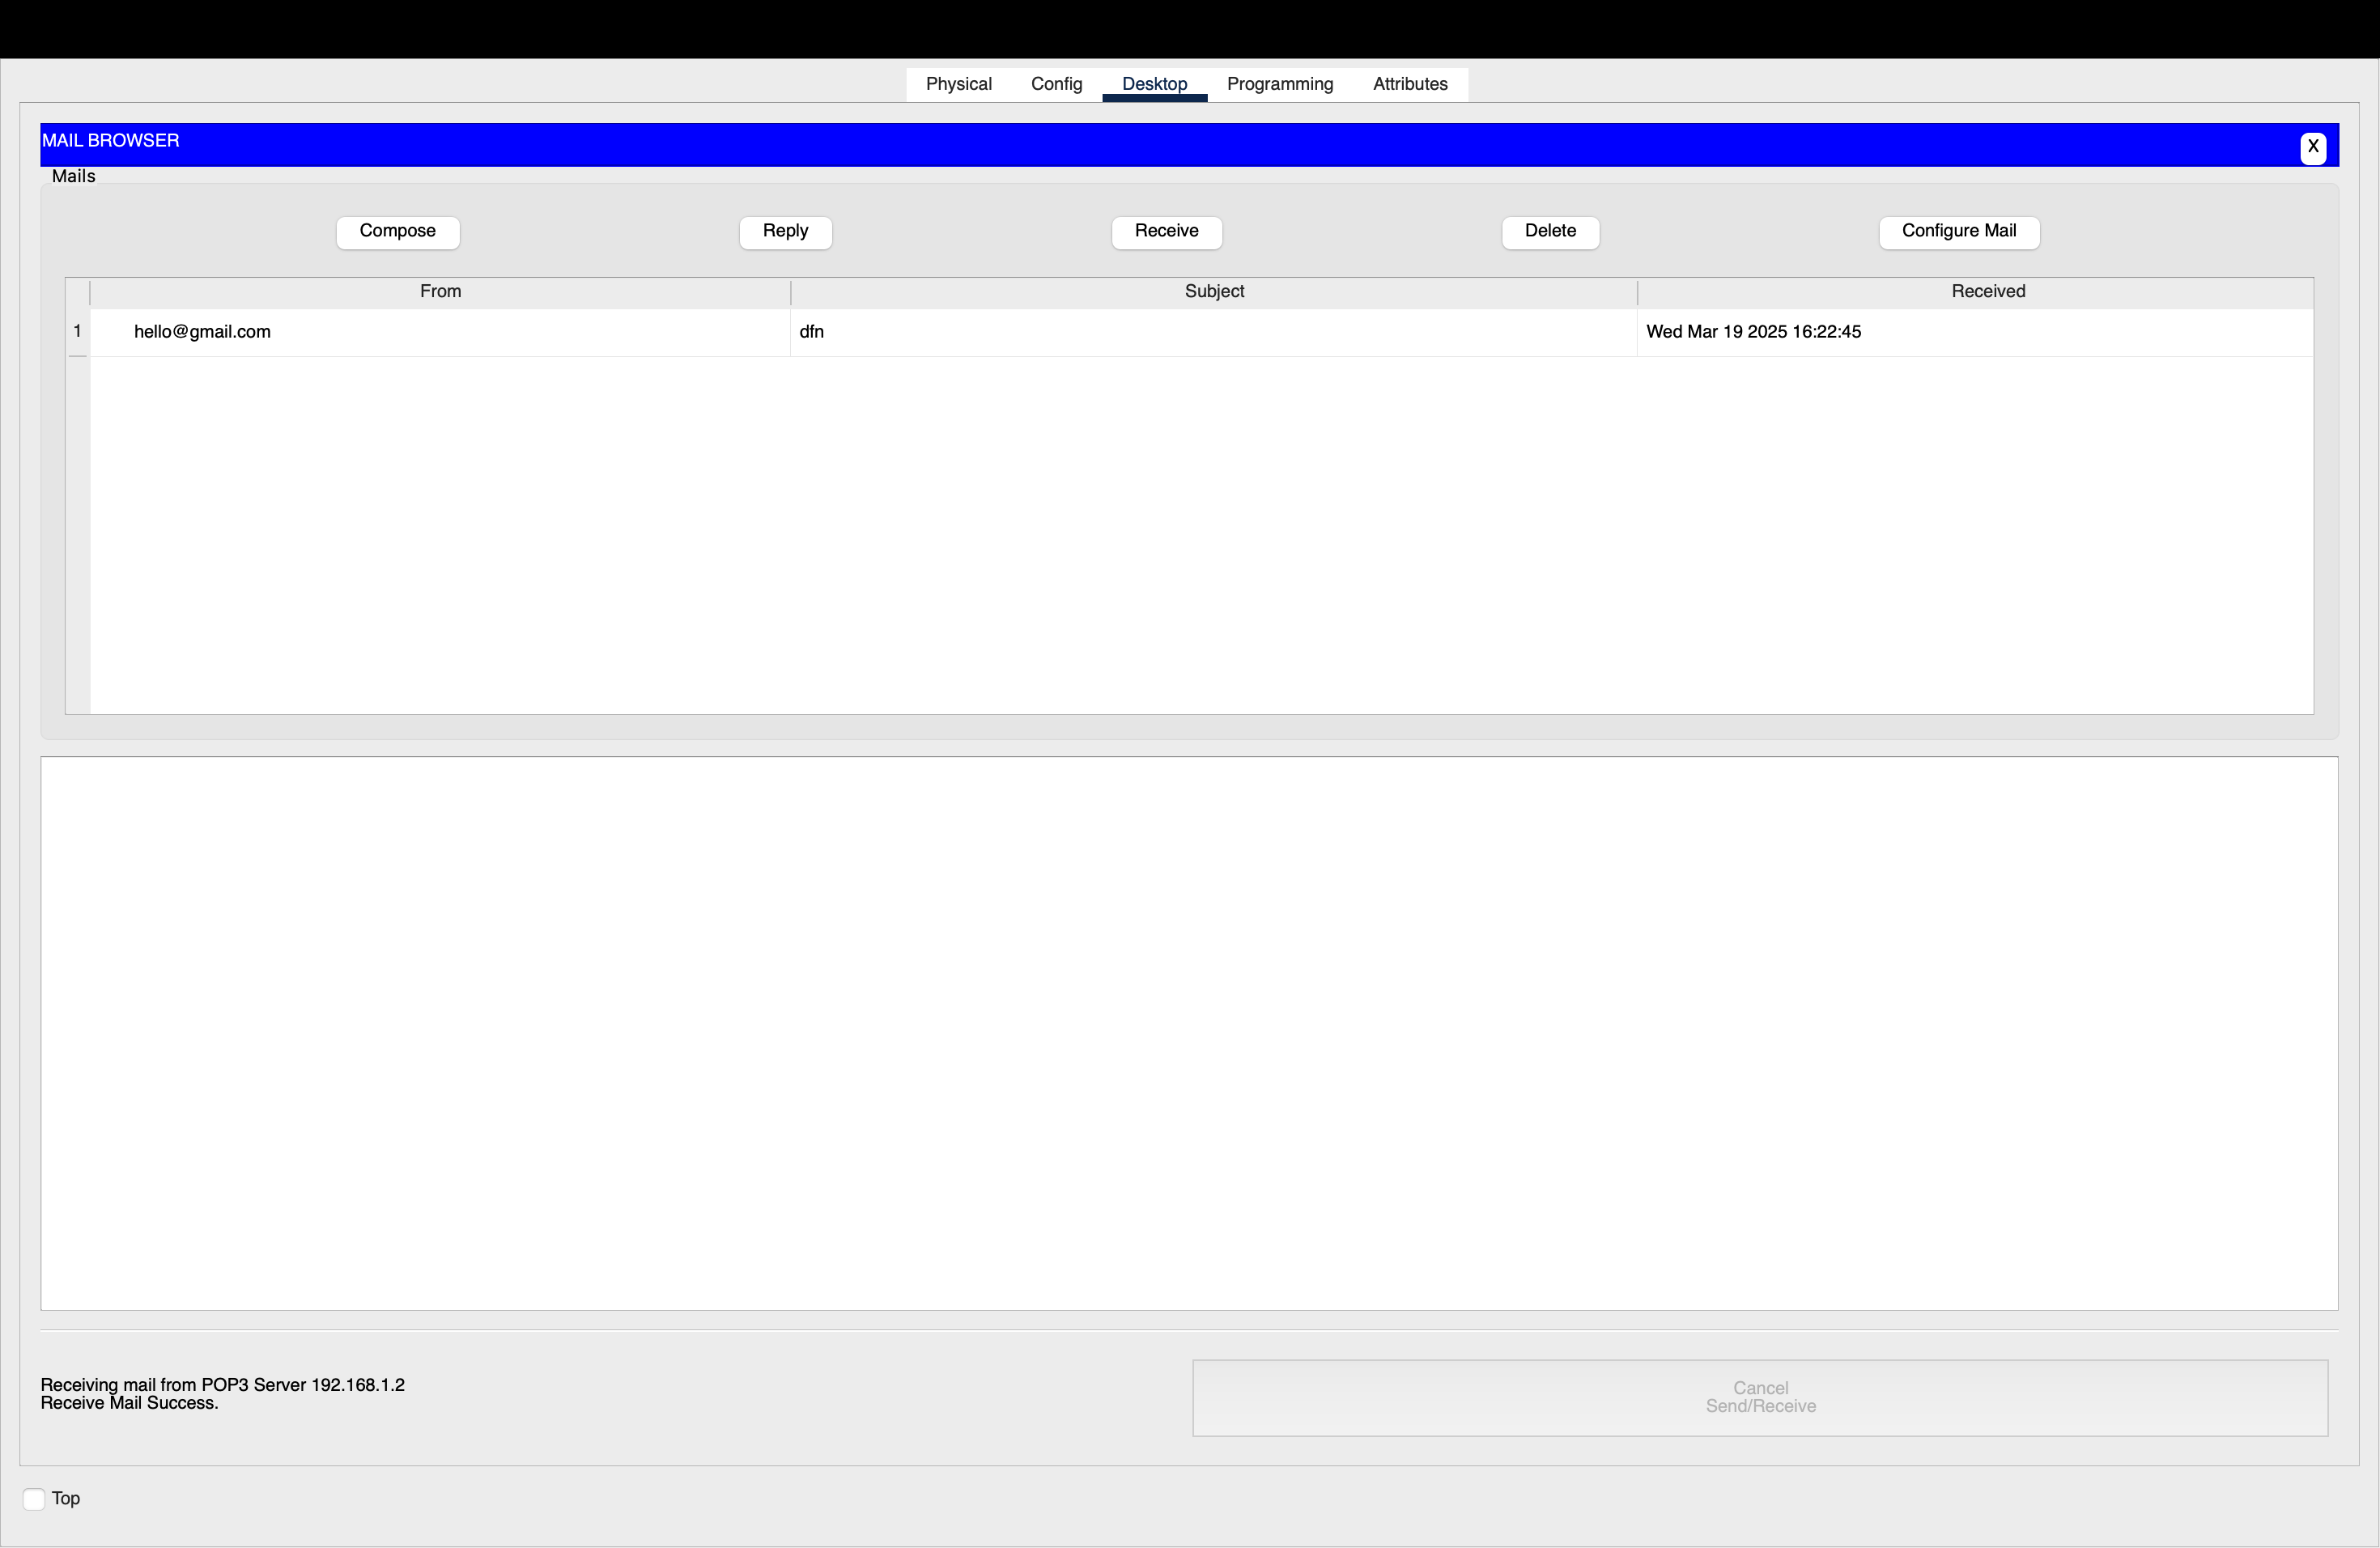 Physical Config Desktop Programming Attributes
MAIL BROWSER X
Mails
Compose Reply Receive Delete Configure Mail
From Subject Received
1 hello@gmail.com dfn Wed Mar 19 2025 16:22:45
Receiving mail from POP3 Server 192.168.1.2
Receive Mail Success.
Cancel
Send/Receive
Top